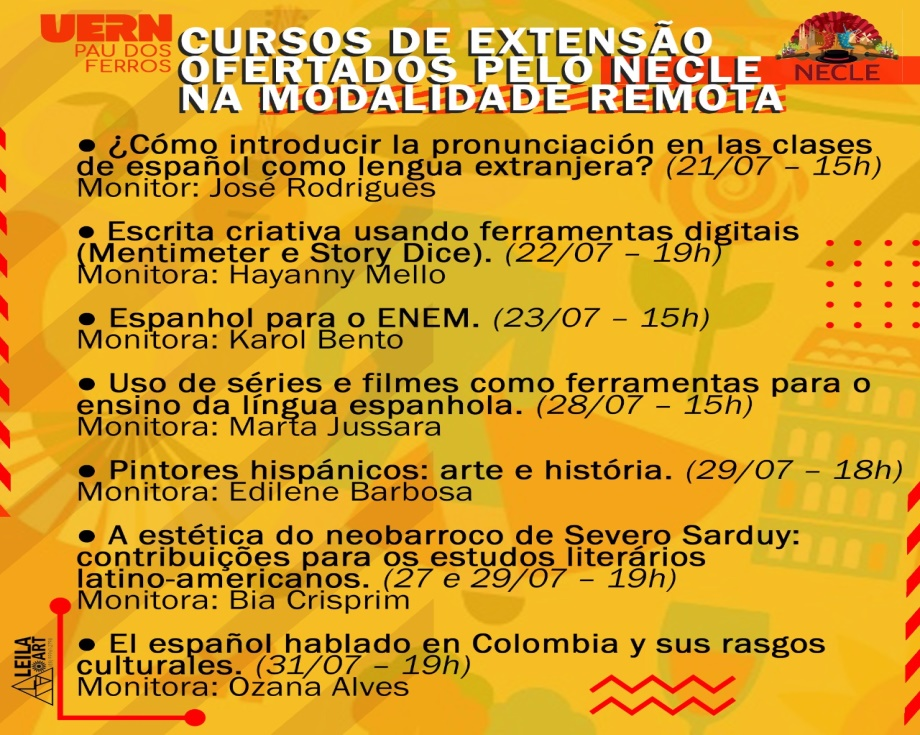 UERN
PAU DOS
FERROS
CURSOS DE EXTENSÃO
OFERTADOS PELO NECLE
NA MODALIDADE REMOTA
NECLE
• ¿Cómo introducir la pronunciación en las clases
de español como lengua extranjera? (21/07 – 15h)
Monitor: José Rodrigues
• Escrita criativa usando ferramentas digitais
(Mentimeter e Story Dice). (22/07 – 19h)
Monitora: Hayanny Mello
• Espanhol para o ENEM. (23/07 – 15h)
Monitora: Karol Bento
• Uso de séries e filmes como ferramentas para o
ensino da língua espanhola. (28/07 – 15h)
Monitora: Marta Jussara
• Pintores hispánicos: arte e história. (29/07 – 18h)
Monitora: Edilene Barbosa
• A estética do neobarroco de Severo Sarduy:
contribuições para os estudos literários
latino-americanos. (27 e 29/07 – 19h)
Monitora: Bia Crisprim
• El español hablado en Colombia y sus rasgos
culturales. (31/07 – 19h)
Monitora: Ozana Alves
LEILA
ART